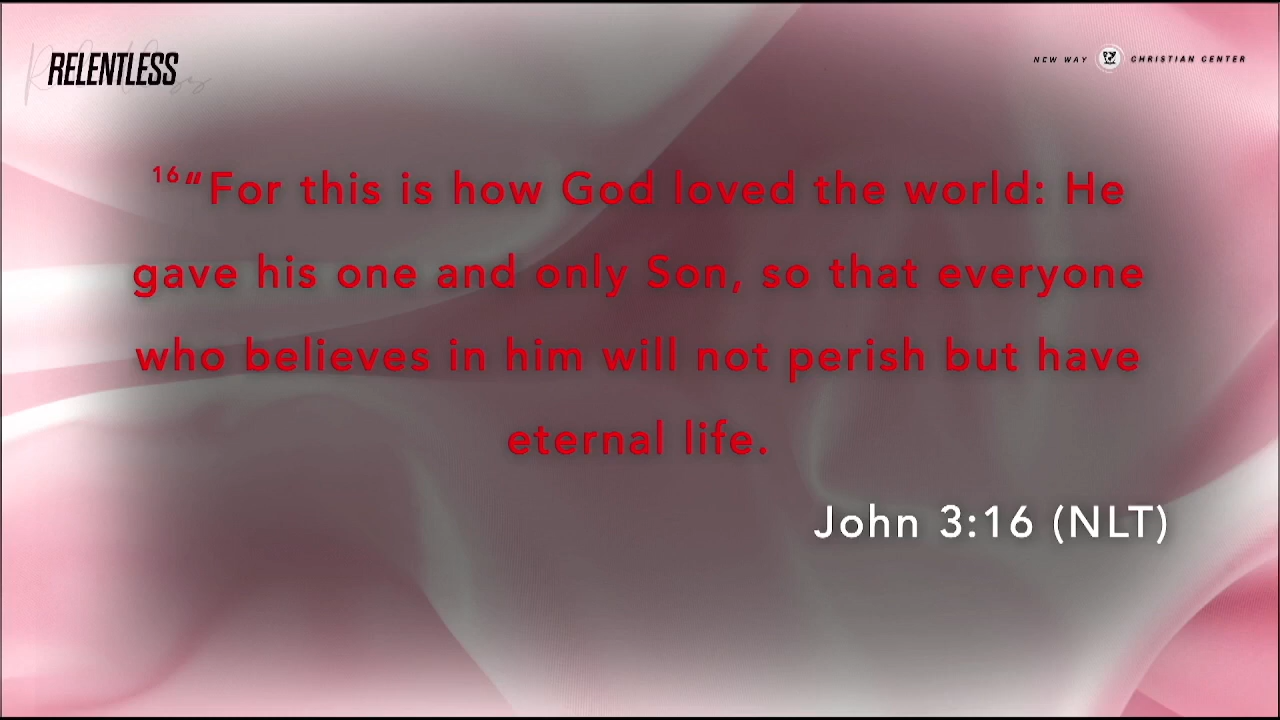 RELENTLESS
NEW WAY CHRISTIAN CENTER
16“For this is how God loved the world: He
gave his one and only Son, so that everyone
who believes in him will not perish but have
eternal life.
John 3:16 (NLT)